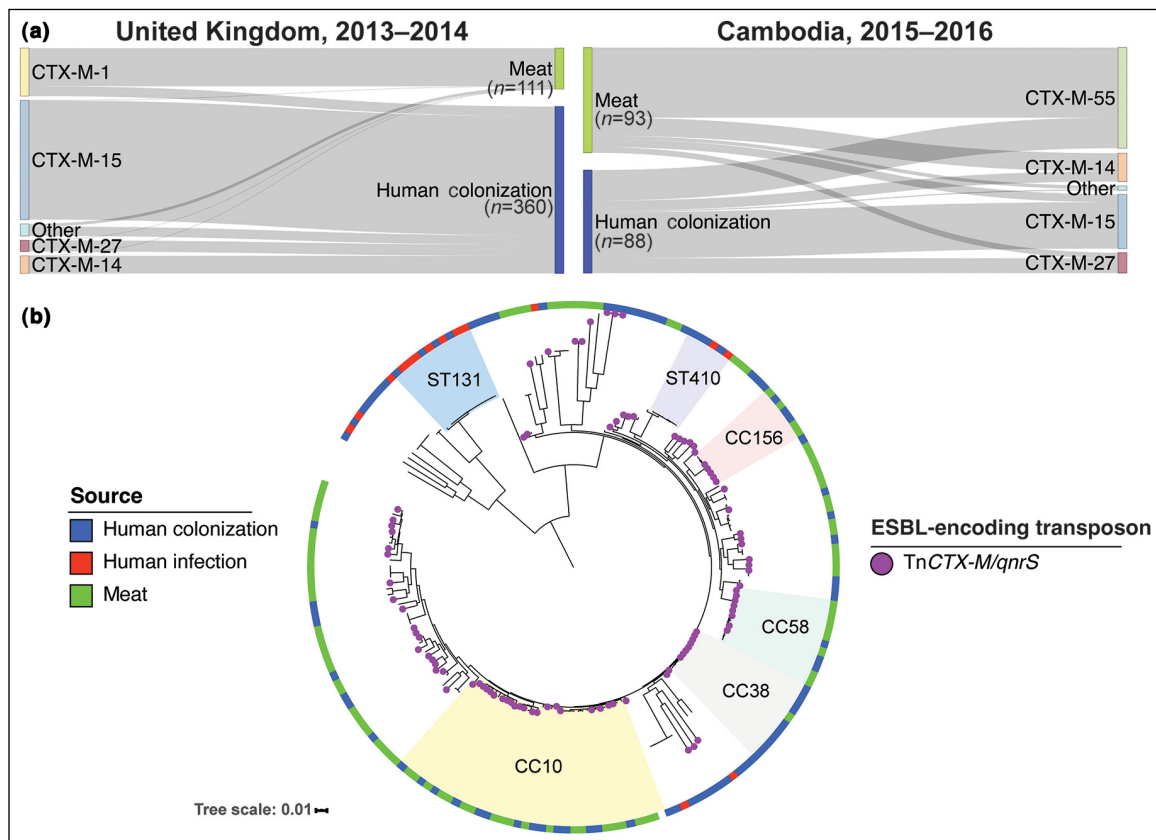 (a)
United Kingdom, 2013–2014
CTX-M-1
CTX-M-15
Other
CTX-M-27
CTX-M-14
Meat
(n=111)
Human colonization
(n=360)
Cambodia, 2015–2016
Meat
(n=93)
Human colonization
(n=88)
CTX-M-55
CTX-M-14
Other
CTX-M-15
CTX-M-27
(b)
ST131
ST410
CC156
CC58
CC38
CC10
Source
Human colonization
Human infection
Meat
ESBL-encoding transposon
TnCTX-M/qnrS
Tree scale: 0.01